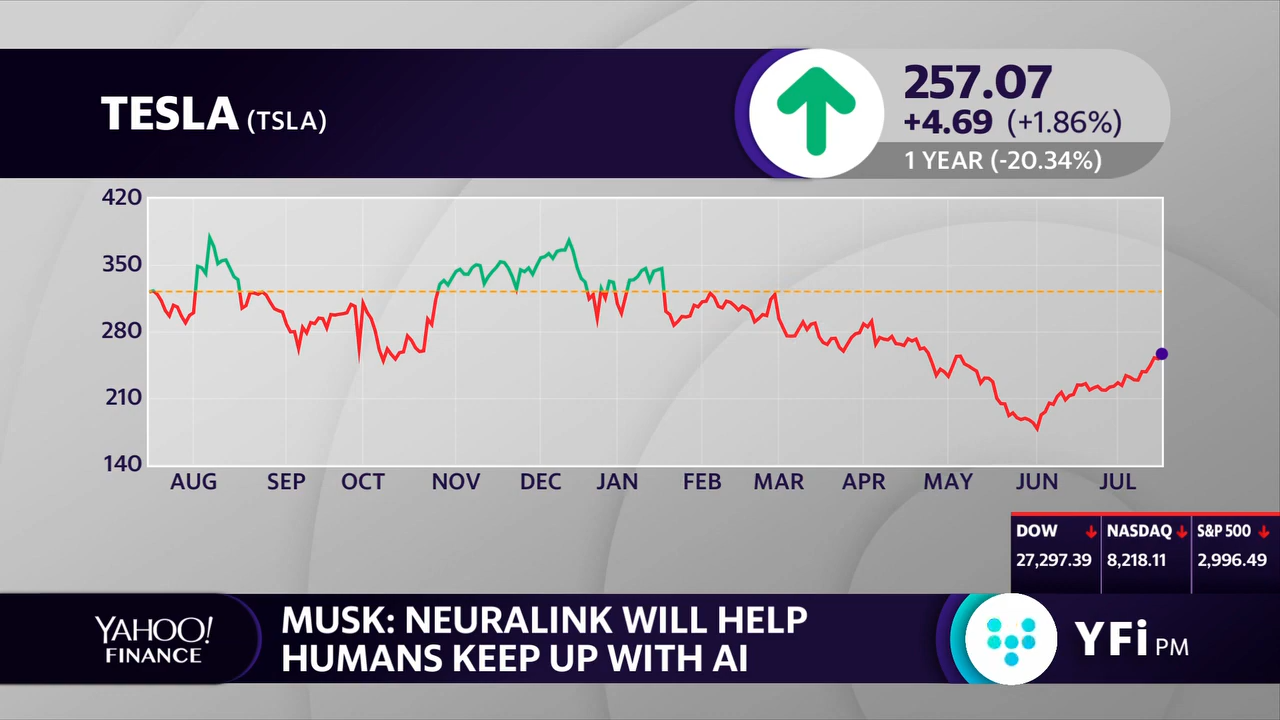 TESLA (TSLA)
257.07
+4.69 (+1.86%)
1 YEAR (-20.34%)
420
350
280
210
140
AUG SEP OCT NOV DEC JAN FEB MAR APR MAY JUN JUL
DOW NASDAQ S&P 500
27,297.39 8,218.11 2,996.49
YAHOO!
FINANCE
MUSK: NEURALINK WILL HELP
HUMANS KEEP UP WITH AI
YFi PM